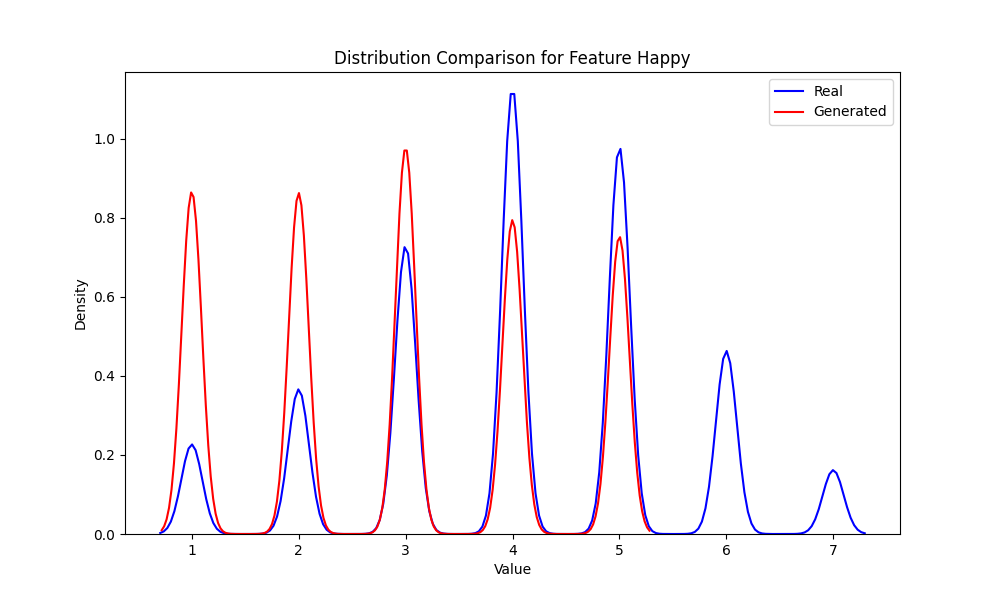 Distribution Comparison for Feature Happy
Real
Generated
Density
1.0
0.8
0.6
0.4
0.2
0.0
1 2 3 4 5 6 7
Value